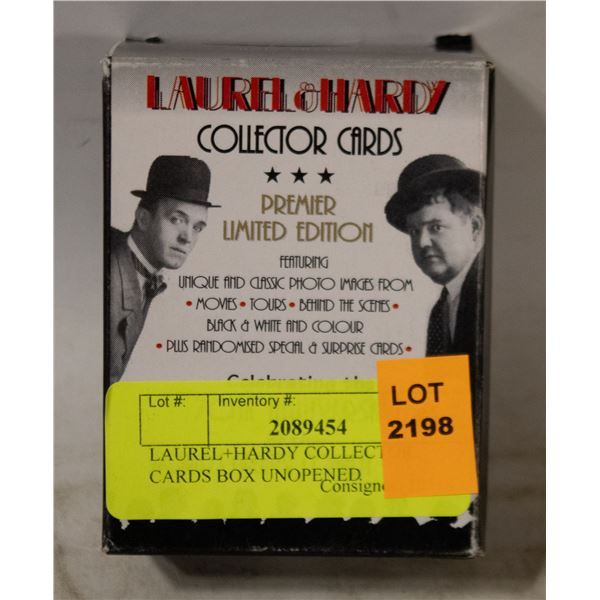 LAUREL & HARDY
COLLECTOR CARDS
★ ★ ★
PREMIER
LIMITED EDITION
FEATURING
UNIQUE AND CLASSIC PHOTO IMAGES FROM
• MOVIES • TOURS • BEHIND THE SCENES •
BLACK & WHITE AND COLOUR
• PLUS RANDOMISED SPECIAL & SURPRISE CARDS •
Lot #: Inventory #:
2089454
LAUREL+HARDY COLLECTOR
CARDS BOX UNOPENED
LOT
2198